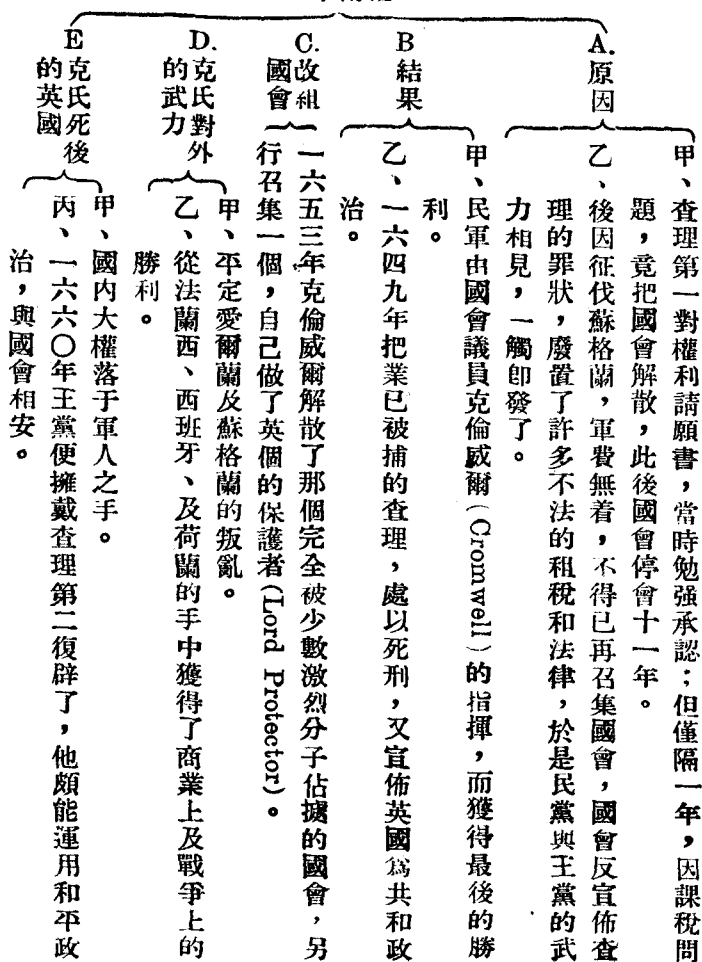 A.原因
甲、查理第一對權利請願書，當時勉强承認；但僅隔一年，因課稅問
題，竟把國會解散，此後國會停會十一年。
乙、後因征伐蘇格蘭，軍費無着，不得已再召集國會，國會反宣佈查
理的罪狀，廢置了許多不法的租稅和法律，於是民黨與王黨的武
力相見，一觸卽發了。
B結果
甲、民軍由國會議員克倫威爾（Cromwell）的指揮，而獲得最後的勝
利。
乙、一六四九年把業已被捕的查理，處以死刑，又宣佈英國爲共和政
治。
C.改組
國會
一六五三年克倫威爾解散了那個完全被少數激烈分子佔據的國會，另
行召集一個，自己做了英個的保護者(Lord Protector)。
D.克氏對外
的武力
甲、平定愛爾蘭及蘇格蘭的叛亂。
乙、從法蘭西、西班牙、及荷蘭的手中獲得了商業上及戰爭上的
勝利。
E克氏死後
的英國
甲、國內大權落于軍人之手。
丙、一六六〇年王黨便擁戴查理第二復辟了，他頗能運用和平政
治，與國會相安。